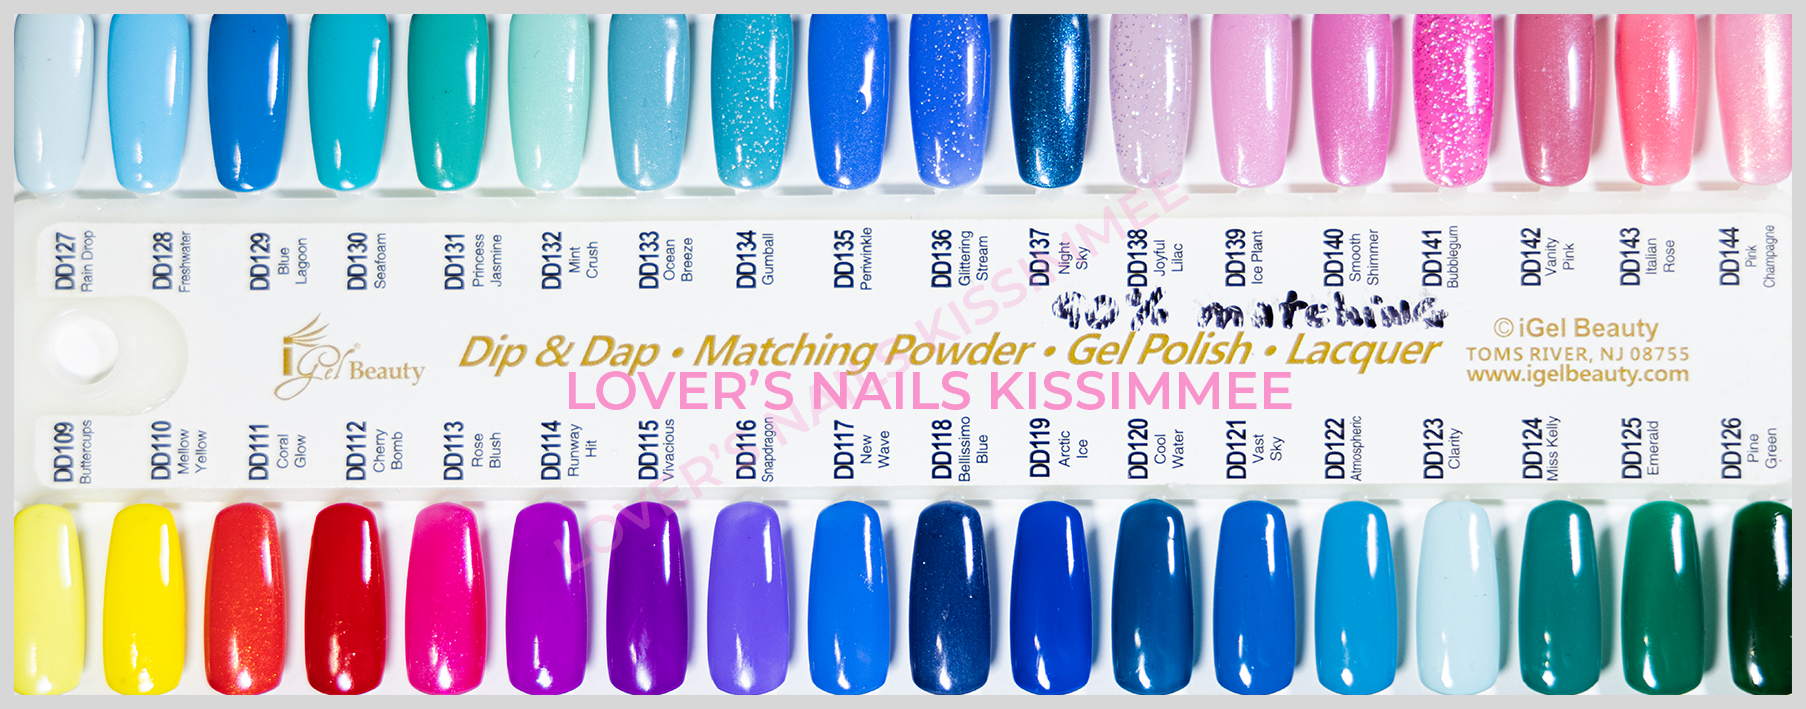 DD127
Rain Drop
DD128
Freshwater
DD129
Blue
Lagoon
DD130
Seafoam
DD131
Princess
Jasmine
DD132
Mint
Crush
DD133
Ocean
Breeze
DD134
Gumball
DD135
Periwinkle
DD136
Glittering
Stream
DD137
Night
Sky
DD138
Joyful
Lilac
DD139
Ice Plant
DD140
Smooth
Shimmer
DD141
Bubblegum
DD142
Vanity
Pink
DD143
Italian
Rose
DD144
Pink
Champagne
90% matching
iGel® Beauty
Dip & Dap • Matching Powder • Gel Polish • Lacquer
© iGel Beauty
TOMS RIVER, NJ 08755
www.igelbeauty.com
LOVER'S NAILS KISSIMMEE
LOVER'S NAILS KISSIMMEE
DD109
Buttercups
DD110
Mellow
Yellow
DD111
Coral
Glow
DD112
Cherry
Bomb
DD113
Rose
Blush
DD114
Runway
Hit
DD115
Vivacious
DD116
Snapdragon
DD117
New
Wave
DD118
Bellissimo
Blue
DD119
Arctic
Ice
DD120
Cool
Water
DD121
Vast
Sky
DD122
Atmospheric
DD123
Clarity
DD124
Miss Kelly
DD125
Emerald
DD126
Pine
Green